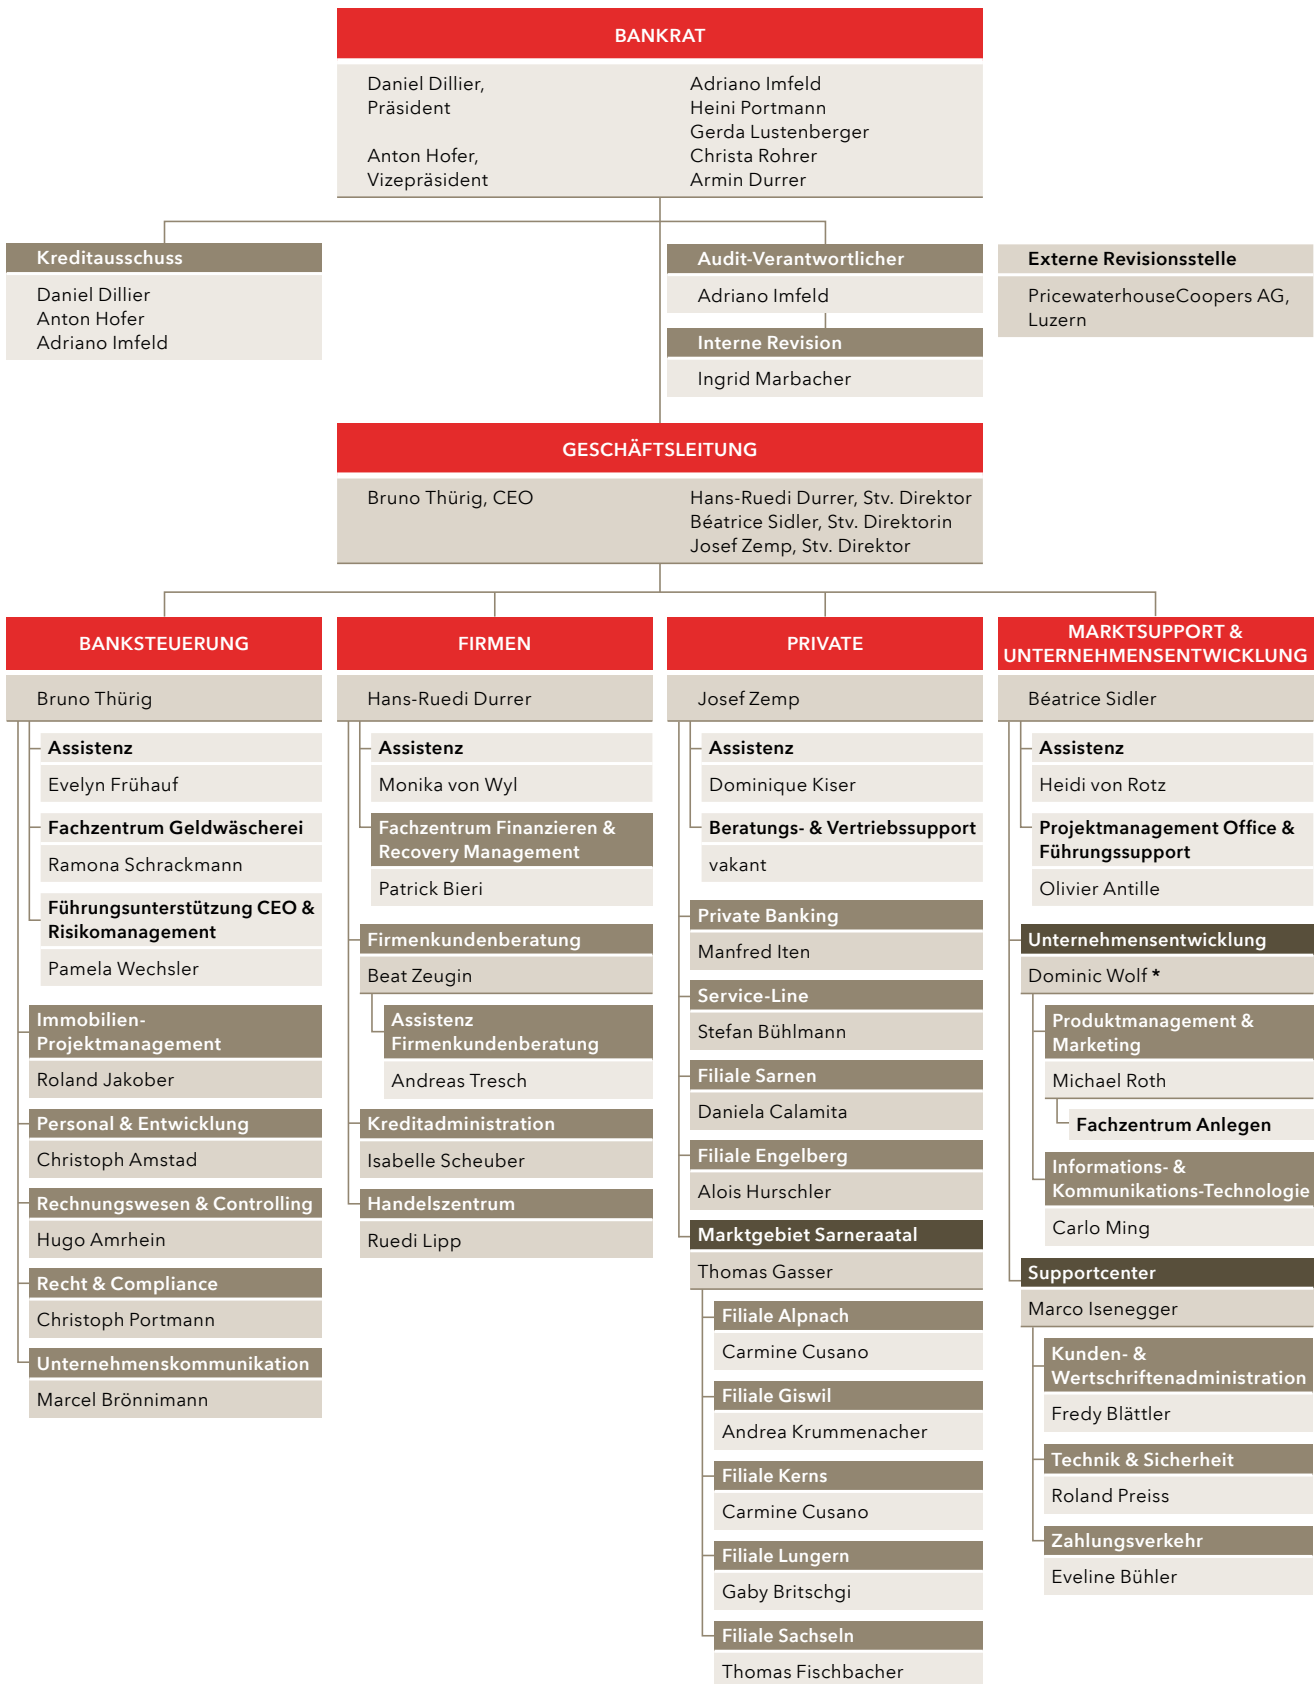 BANKRAT
Daniel Dillier,
Präsident
Anton Hofer,
Vizepräsident
Adriano Imfeld
Heini Portmann
Gerda Lustenberger
Christa Rohrer
Armin Durrer
Kreditausschuss
Daniel Dillier
Anton Hofer
Adriano Imfeld
Audit-Verantwortlicher
Adriano Imfeld
Interne Revision
Ingrid Marbacher
Externe Revisionsstelle
PricewaterhouseCoopers AG,
Luzern
GESCHÄFTSLEITUNG
Bruno Thürig, CEO
Hans-Ruedi Durrer, Stv. Direktor
Béatrice Sidler, Stv. Direktorin
Josef Zemp, Stv. Direktor
BANKSTEUERUNG
Bruno Thürig
Assistenz
Evelyn Frühauf
Fachzentrum Geldwäscherei
Ramona Schrackmann
Führungsunterstützung CEO &
Risikomanagement
Pamela Wechsler
Immobilien-
Projektmanagement
Roland Jakober
Personal & Entwicklung
Christoph Amstad
Rechnungswesen & Controlling
Hugo Amrhein
Recht & Compliance
Christoph Portmann
Unternehmenskommunikation
Marcel Brönnimann
FIRMEN
Hans-Ruedi Durrer
Assistenz
Monika von Wyl
Fachzentrum Finanzieren &
Recovery Management
Patrick Bieri
Firmenkundenberatung
Beat Zeugin
Assistenz
Firmenkundenberatung
Andreas Tresch
Kreditadministration
Isabelle Scheuber
Handelszentrum
Ruedi Lipp
PRIVATE
Josef Zemp
Assistenz
Dominique Kiser
Beratungs- & Vertriebssupport
vakant
Private Banking
Manfred Iten
Service-Line
Stefan Bühlmann
Filiale Sarnen
Daniela Calamita
Filiale Engelberg
Alois Hurschler
Marktgebiet Sarneraatal
Thomas Gasser
Filiale Alpnach
Carmine Cusano
Filiale Giswil
Andrea Krummenacher
Filiale Kerns
Carmine Cusano
Filiale Lungern
Gaby Britschgi
Filiale Sachseln
Thomas Fischbacher
MARKTSUPPORT &
UNTERNEHMENSENTWICKLUNG
Béatrice Sidler
Assistenz
Heidi von Rotz
Projektmanagement Office &
Führungssupport
Olivier Antille
Unternehmensentwicklung
Dominic Wolf *
Produktmanagement &
Marketing
Michael Roth
Fachzentrum Anlegen
Informations- &
Kommunikations-Technologie
Carlo Ming
Supportcenter
Marco Isenegger
Kunden- &
Wertschriftenadministration
Fredy Blättler
Technik & Sicherheit
Roland Preiss
Zahlungsverkehr
Eveline Bühler